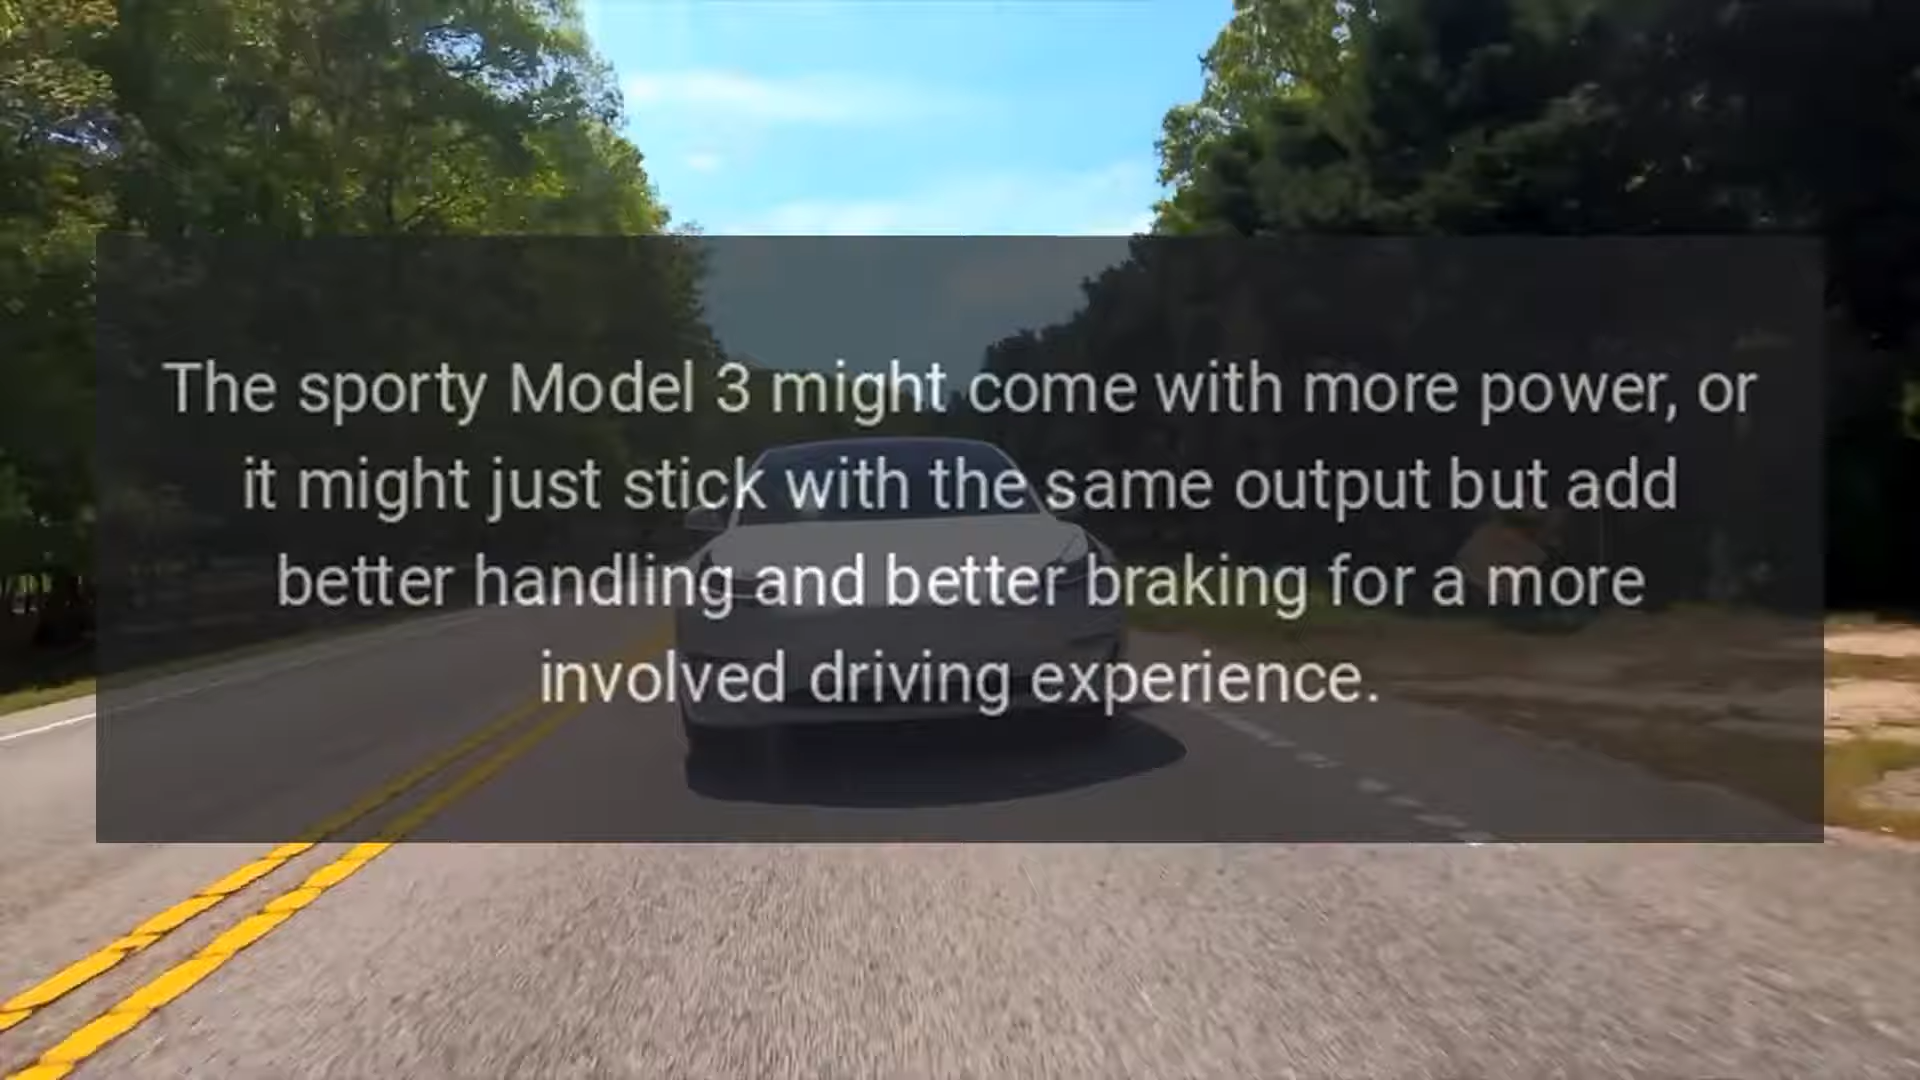 The sporty Model 3 might come with more power, or
it might just stick with the same output but add
better handling and better braking for a more
involved driving experience.